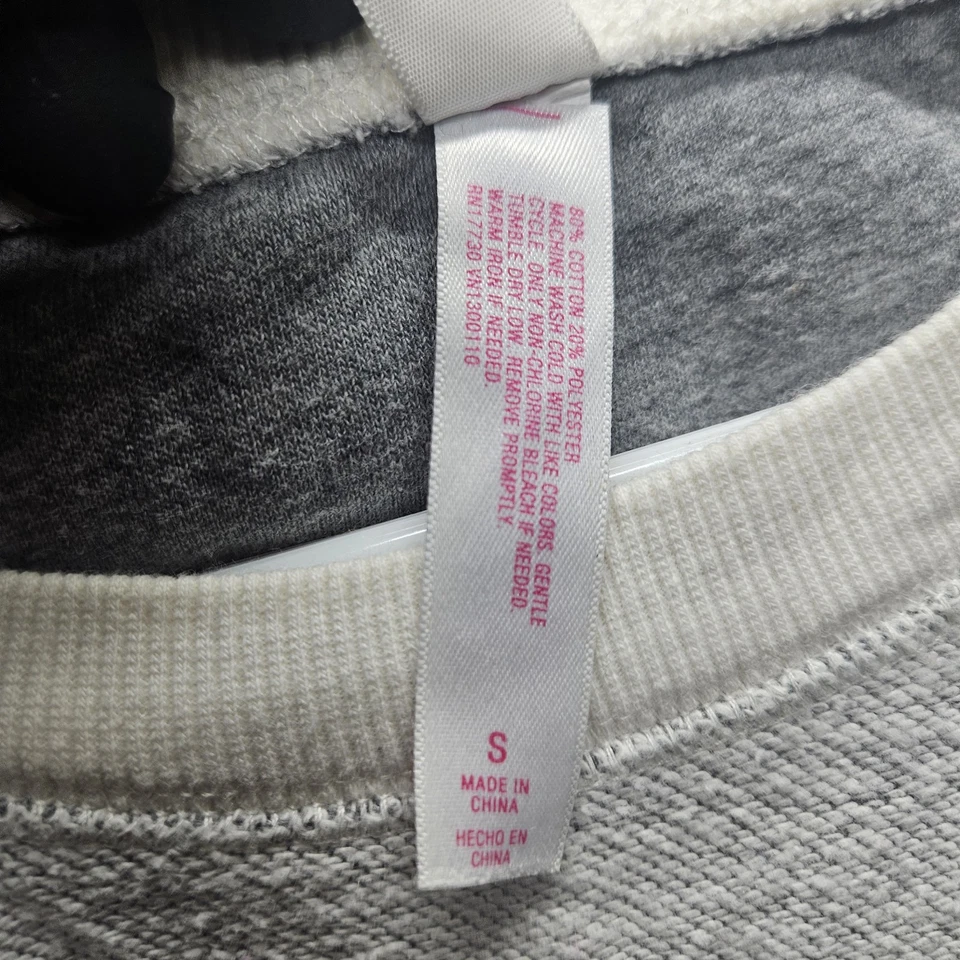 80% COTTON 20% POLYESTER
MACHINE WASH COLD WITH LIKE COLORS. GENTLE
CYCLE. ONLY NON-CHLORINE BLEACH IF NEEDED.
TUMBLE DRY LOW. REMOVE PROMPTLY.
WARM IRON IF NEEDED.
RN17730 VN1300110
S
MADE IN
CHINA
HECHO EN
CHINA